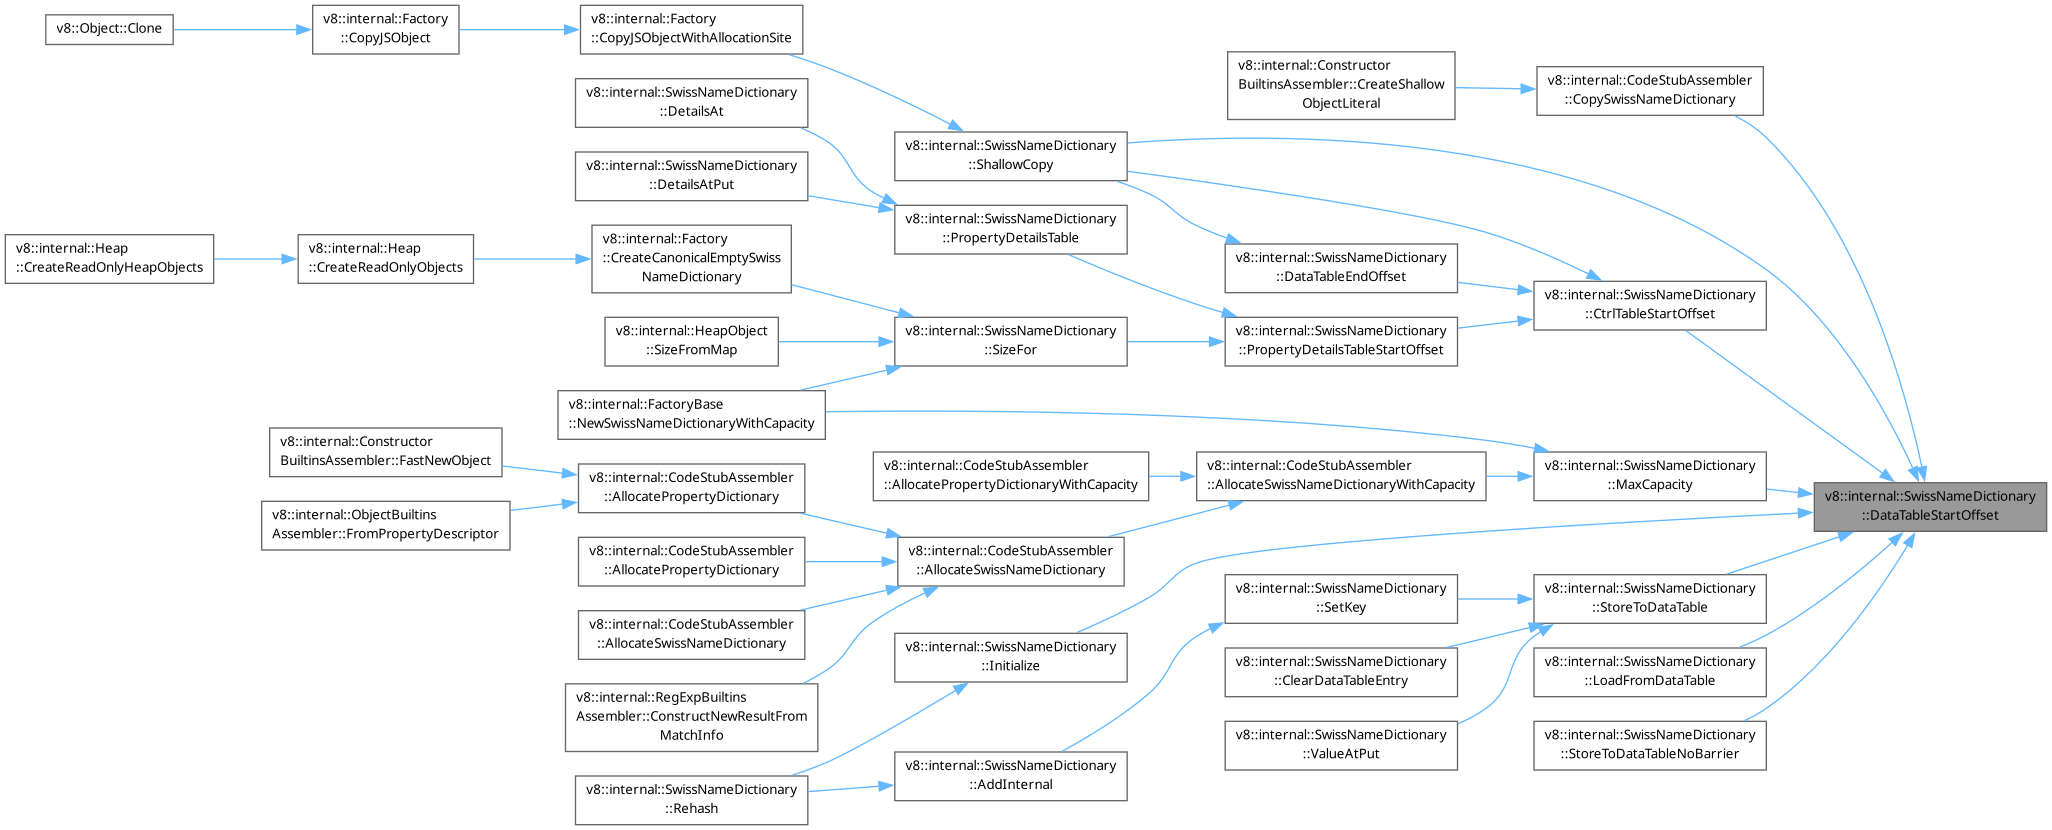 v8::Object::Clone
v8::internal::Factory
::CopyJSObject
v8::internal::Factory
::CopyJSObjectWithAllocationSite
v8::internal::Constructor
BuiltinsAssembler::CreateShallow
ObjectLiteral
v8::internal::CodeStubAssembler
::CopySwissNameDictionary
v8::internal::SwissNameDictionary
::DetailsAt
v8::internal::SwissNameDictionary
::ShallowCopy
v8::internal::SwissNameDictionary
::DetailsAtPut
v8::internal::SwissNameDictionary
::PropertyDetailsTable
v8::internal::Heap
::CreateReadOnlyHeapObjects
v8::internal::Heap
::CreateReadOnlyObjects
v8::internal::Factory
::CreateCanonicalEmptySwiss
NameDictionary
v8::internal::SwissNameDictionary
::DataTableEndOffset
v8::internal::SwissNameDictionary
::CtrlTableStartOffset
v8::internal::HeapObject
::SizeFromMap
v8::internal::SwissNameDictionary
::SizeFor
v8::internal::SwissNameDictionary
::PropertyDetailsTableStartOffset
v8::internal::FactoryBase
::NewSwissNameDictionaryWithCapacity
v8::internal::Constructor
BuiltinsAssembler::FastNewObject
v8::internal::CodeStubAssembler
::AllocatePropertyDictionary
v8::internal::CodeStubAssembler
::AllocatePropertyDictionaryWithCapacity
v8::internal::CodeStubAssembler
::AllocateSwissNameDictionaryWithCapacity
v8::internal::SwissNameDictionary
::MaxCapacity
v8::internal::SwissNameDictionary
::DataTableStartOffset
v8::internal::ObjectBuiltins
Assembler::FromPropertyDescriptor
v8::internal::CodeStubAssembler
::AllocatePropertyDictionary
v8::internal::CodeStubAssembler
::AllocateSwissNameDictionary
v8::internal::SwissNameDictionary
::SetKey
v8::internal::SwissNameDictionary
::StoreToDataTable
v8::internal::CodeStubAssembler
::AllocateSwissNameDictionary
v8::internal::SwissNameDictionary
::Initialize
v8::internal::SwissNameDictionary
::ClearDataTableEntry
v8::internal::SwissNameDictionary
::LoadFromDataTable
v8::internal::RegExpBuiltins
Assembler::ConstructNewResultFrom
MatchInfo
v8::internal::SwissNameDictionary
::ValueAtPut
v8::internal::SwissNameDictionary
::StoreToDataTableNoBarrier
v8::internal::SwissNameDictionary
::Rehash
v8::internal::SwissNameDictionary
::AddInternal